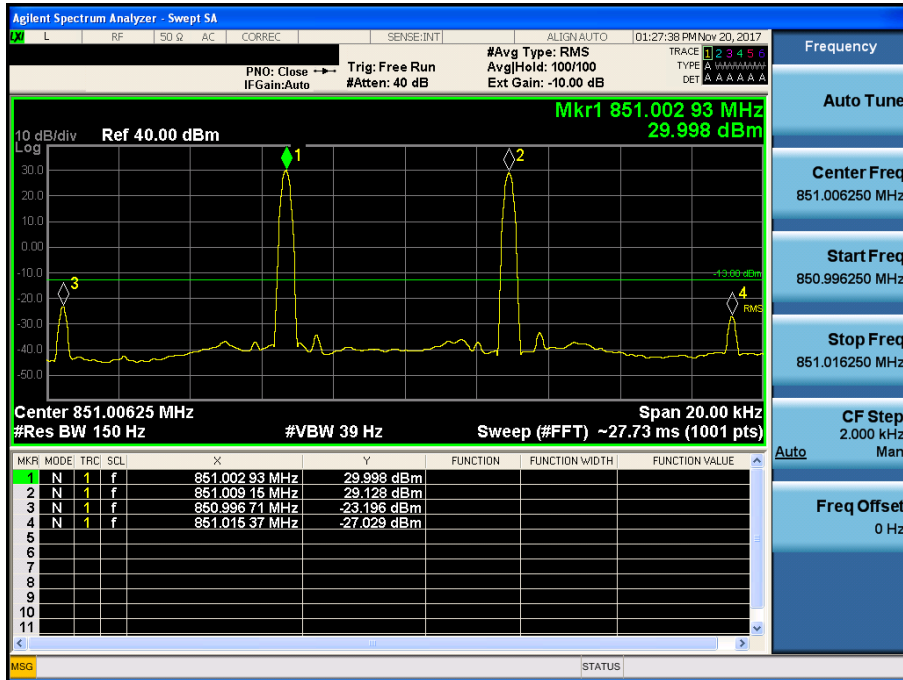 Agilent Spectrum Analyzer - Swept SA
LXI L RF 50 Ω AC CORREC SENSE:INT ALIGN AUTO 01:27:38 PM Nov 20, 2017
PNO: Close
IFGain:Auto
Trig: Free Run
#Atten: 40 dB
#Avg Type: RMS
Avg|Hold: 100/100
Ext Gain: -10.00 dB
TRACE 1 2 3 4 5 6
TYPE A WWWWW
DET A A A A A A
Mkr1 851.002 93 MHz
29.998 dBm
10 dB/div Ref 40.00 dBm
Log
30.0
20.0
10.0
0.00
-10.0
-20.0
-30.0
-40.0
-50.0
1
2
3
4
-13.00 dBm
RMS
Center 851.00625 MHz Span 20.00 kHz
#Res BW 150 Hz #VBW 39 Hz Sweep (#FFT) ~27.73 ms (1001 pts)
MKR MODE TRC SCL X Y FUNCTION FUNCTION WIDTH FUNCTION VALUE
1 N 1 f 851.002 93 MHz 29.998 dBm
2 N 1 f 851.009 15 MHz 29.128 dBm
3 N 1 f 850.996 71 MHz -23.196 dBm
4 N 1 f 851.015 37 MHz -27.029 dBm
5
6
7
8
9
10
11
MSG STATUS
Frequency
Auto Tune
Center Freq
851.006250 MHz
Start Freq
850.996250 MHz
Stop Freq
851.016250 MHz
CF Step
2.000 kHz
Auto Man
Freq Offset
0 Hz